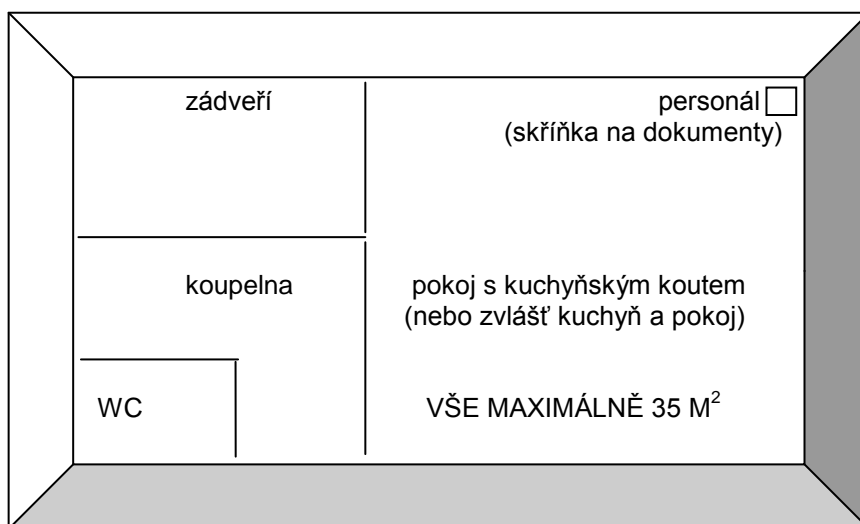 zádveří
personál
(skříňka na dokumenty)
koupelna
pokoj s kuchyňským koutem
(nebo zvlášť kuchyň a pokoj)
WC
VŠE MAXIMÁLNĚ 35 M²